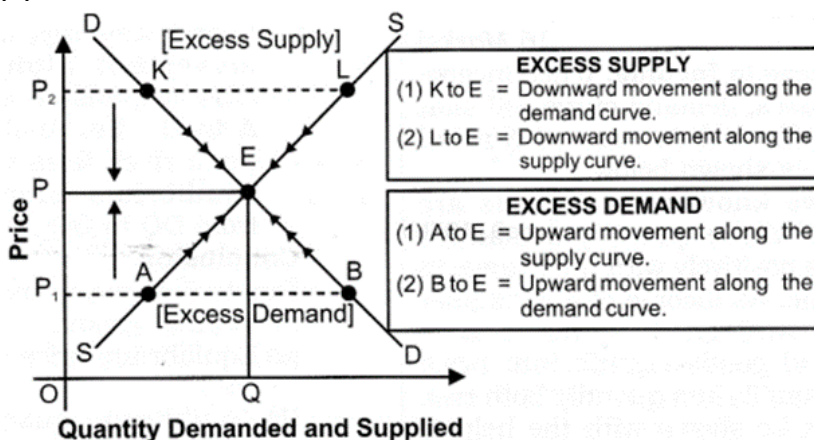 D
S
[Excess Supply]
K
L
P2
E
P
Price
A
B
P1
[Excess Demand]
S
D
O
Q
Quantity Demanded and Supplied
EXCESS SUPPLY
(1) K to E = Downward movement along the
demand curve.
(2) L to E = Downward movement along the
supply curve.
EXCESS DEMAND
(1) A to E = Upward movement along the
supply curve.
(2) B to E = Upward movement along the
demand curve.